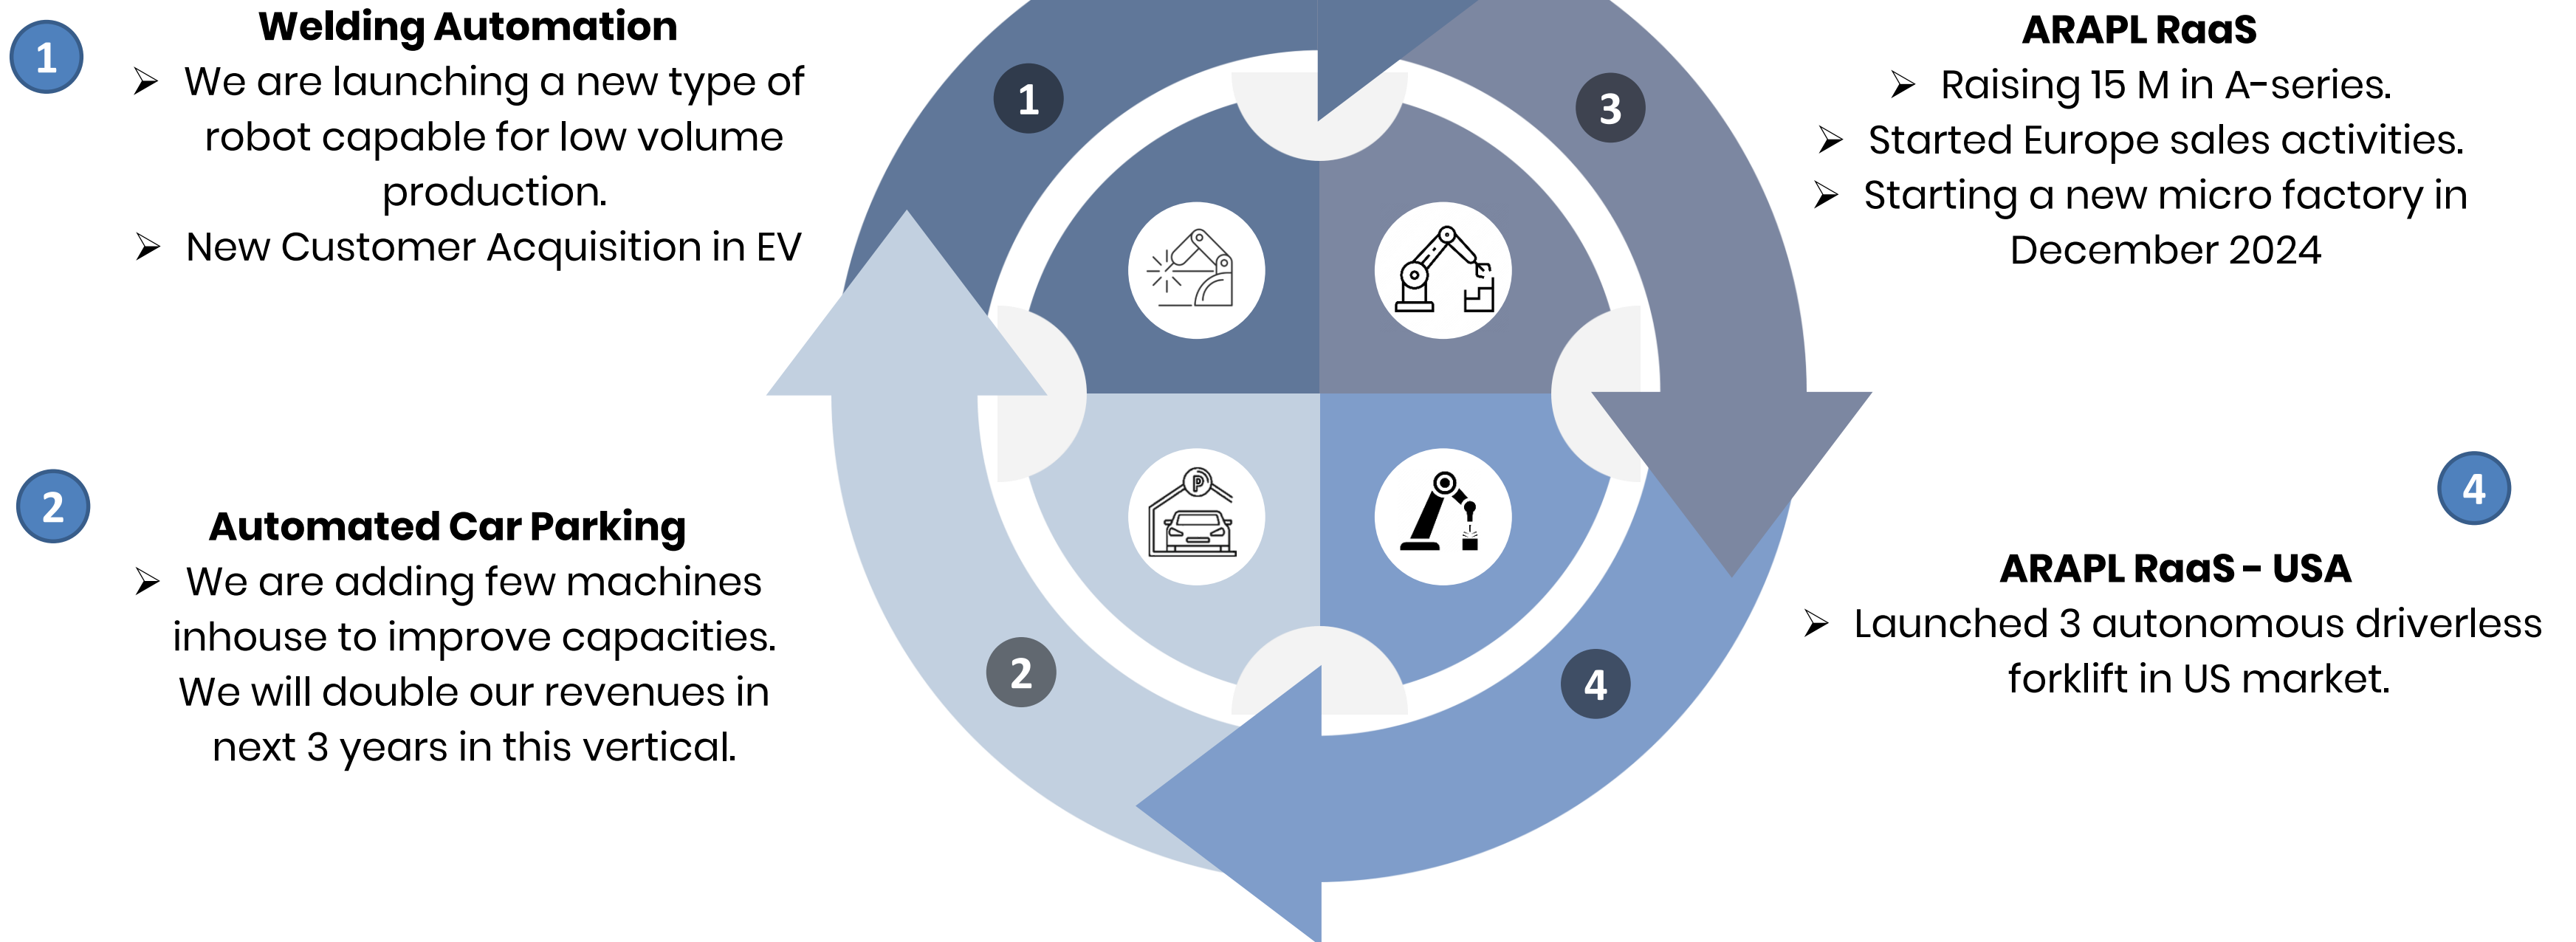 1
Welding Automation
➢ We are launching a new type of
robot capable for low volume
production.
➢ New Customer Acquisition in EV
2
Automated Car Parking
➢ We are adding few machines
inhouse to improve capacities.
We will double our revenues in
next 3 years in this vertical.
1
3
P
2
4
ARAPL RaaS
➢ Raising 15 M in A-series.
➢ Started Europe sales activities.
➢ Starting a new micro factory in
December 2024
4
ARAPL RaaS - USA
➢ Launched 3 autonomous driverless
forklift in US market.